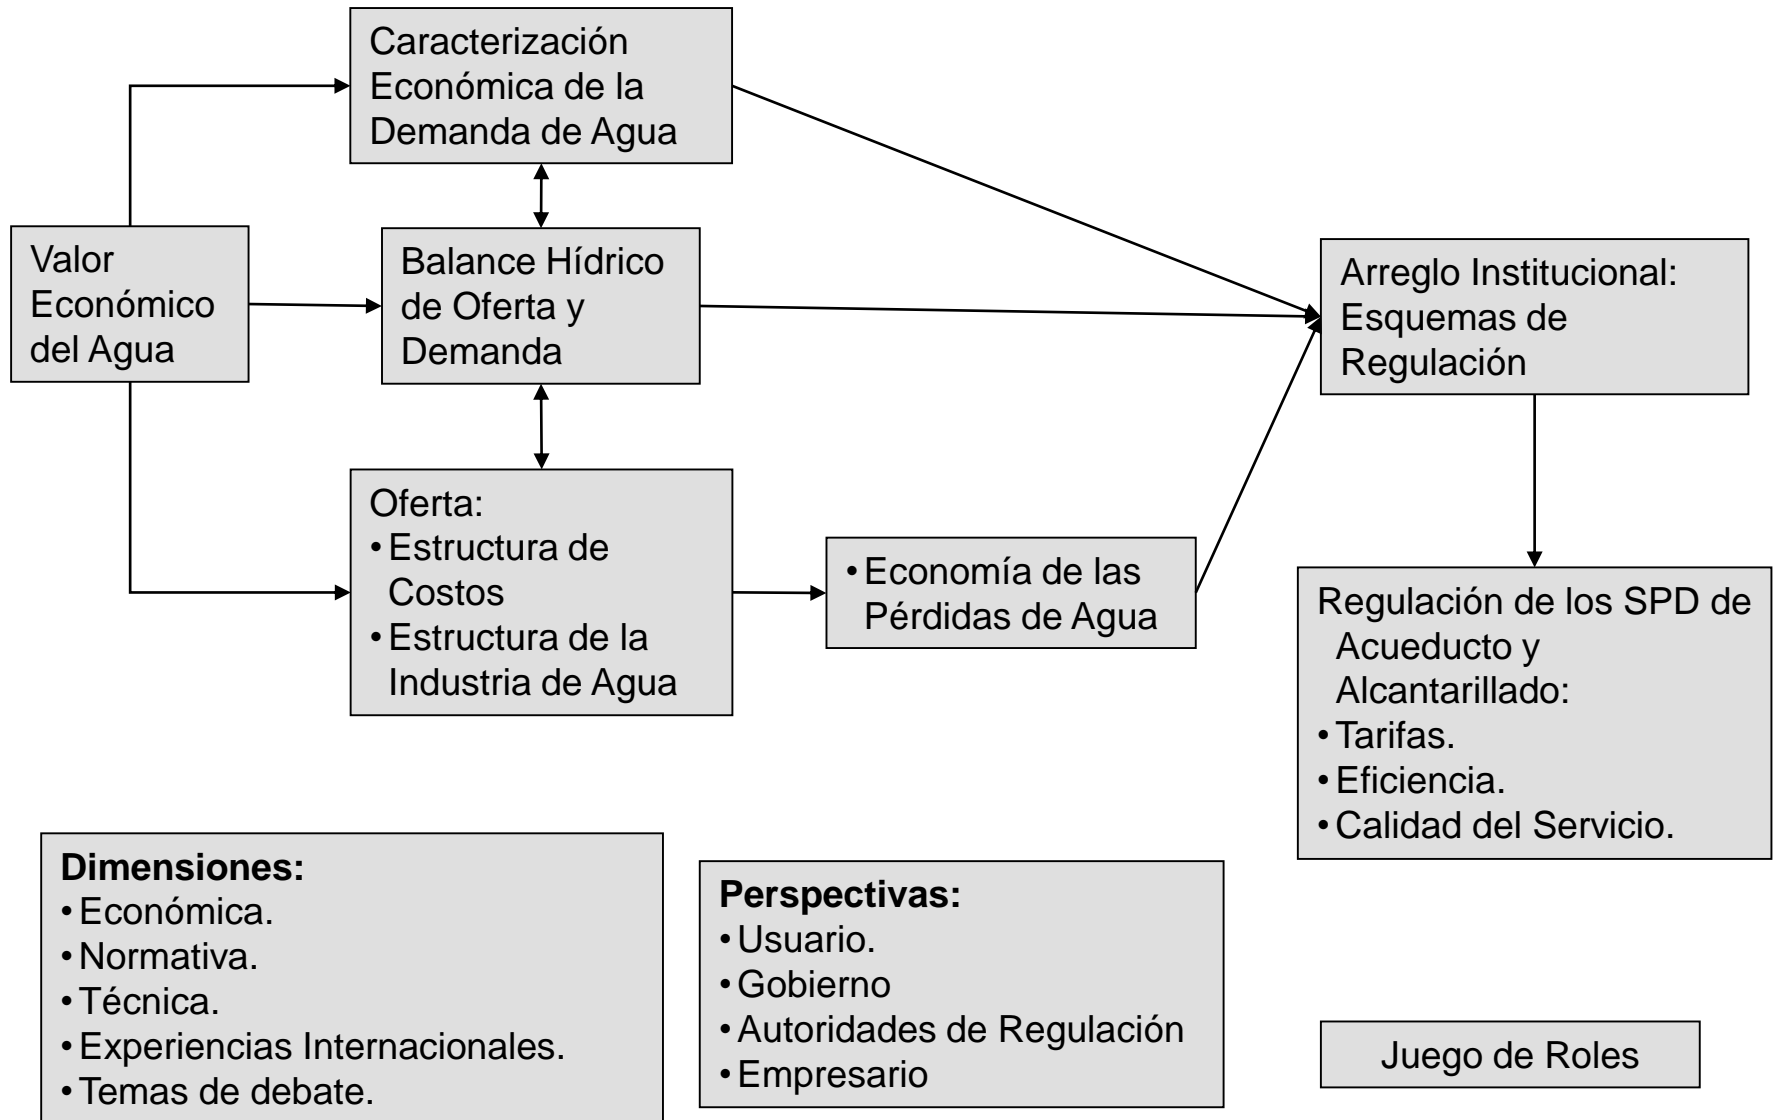 Caracterización
Económica de la
Demanda de Agua
Valor
Económico
del Agua
Balance Hídrico
de Oferta y
Demanda
Arreglo Institucional:
Esquemas de
Regulación
Oferta:
• Estructura de
Costos
• Estructura de la
Industria de Agua
• Economía de las
Pérdidas de Agua
Regulación de los SPD de
Acueducto y
Alcantarillado:
• Tarifas.
• Eficiencia.
• Calidad del Servicio.
Dimensiones:
• Económica.
• Normativa.
• Técnica.
• Experiencias Internacionales.
• Temas de debate.
Perspectivas:
• Usuario.
• Gobierno
• Autoridades de Regulación
• Empresario
Juego de Roles